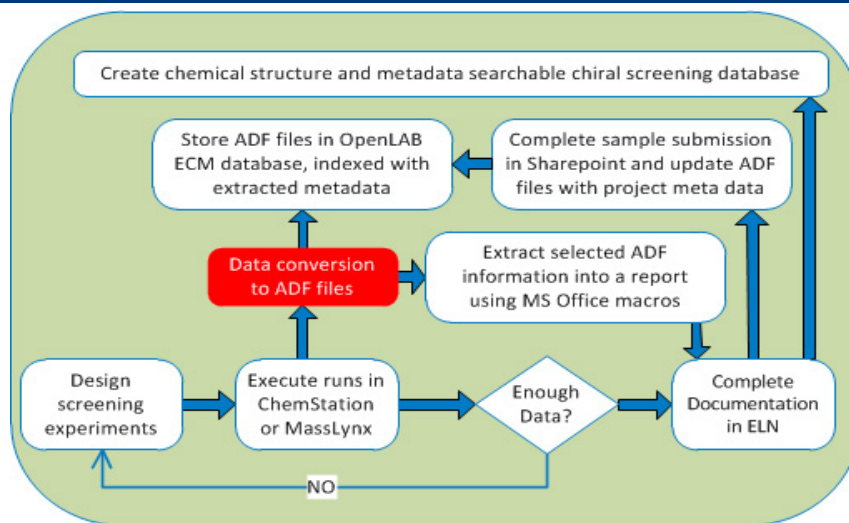 Create chemical structure and metadata searchable chiral screening database
Store ADF files in OpenLAB
ECM database, indexed with
extracted metadata
Complete sample submission
in Sharepoint and update ADF
files with project meta data
Data conversion
to ADF files
Extract selected ADF
information into a report
using MS Office macros
Design
screening
experiments
Execute runs in
ChemStation
or MassLynx
Enough
Data?
Complete
Documentation
in ELN
NO